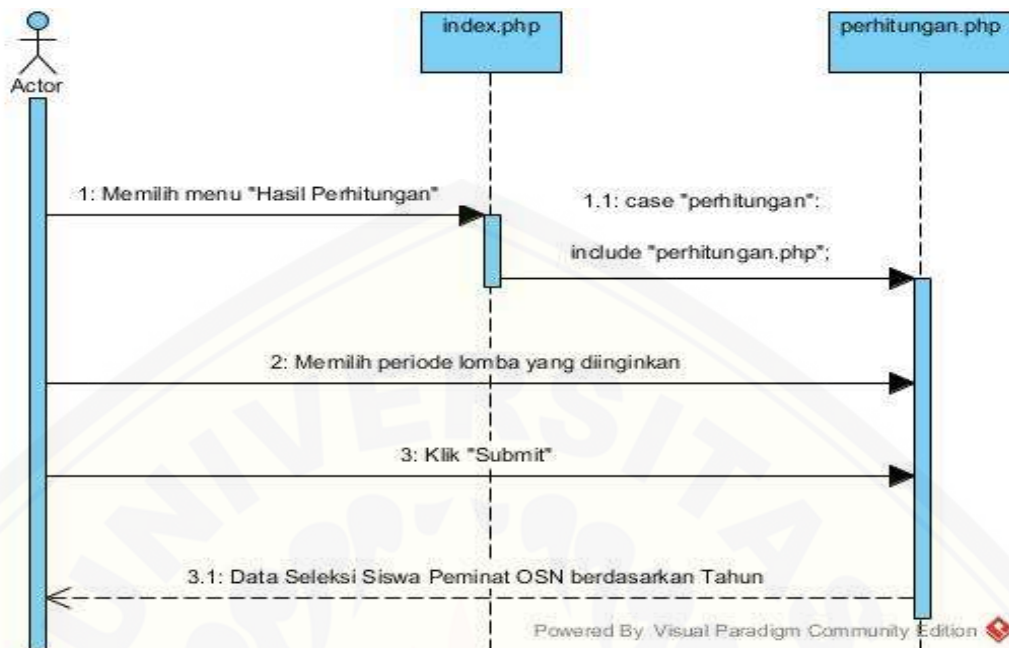 index.php
perhitungan.php
Actor
1: Memilih menu "Hasil Perhitungan"
1.1: case "perhitungan":
include "perhitungan.php";
2: Memilih periode lomba yang diinginkan
3: Klik "Submit"
3.1: Data Seleksi Siswa Peminat OSN berdasarkan Tahun
Powered By Visual Paradigm Community Edition
UNIVERSITAS